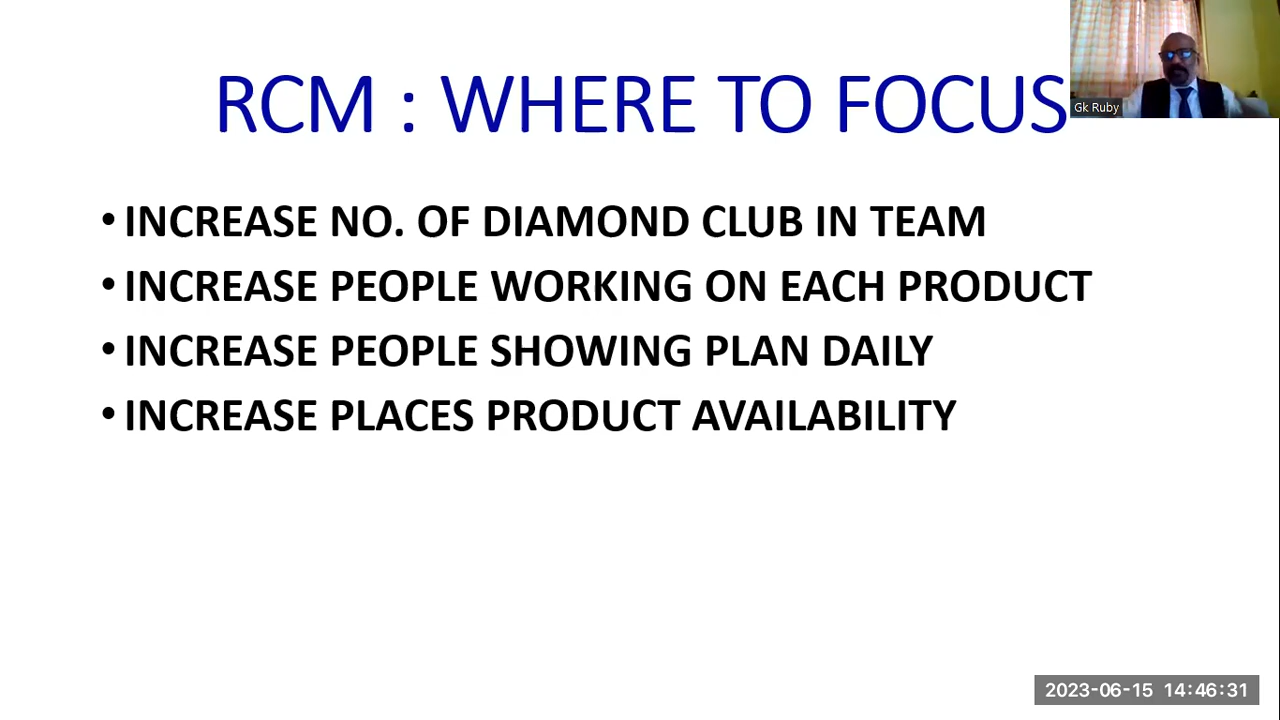 RCM : WHERE TO FOCUS
Gk Ruby
• INCREASE NO. OF DIAMOND CLUB IN TEAM
• INCREASE PEOPLE WORKING ON EACH PRODUCT
• INCREASE PEOPLE SHOWING PLAN DAILY
• INCREASE PLACES PRODUCT AVAILABILITY
2023-06-15 14:46:31